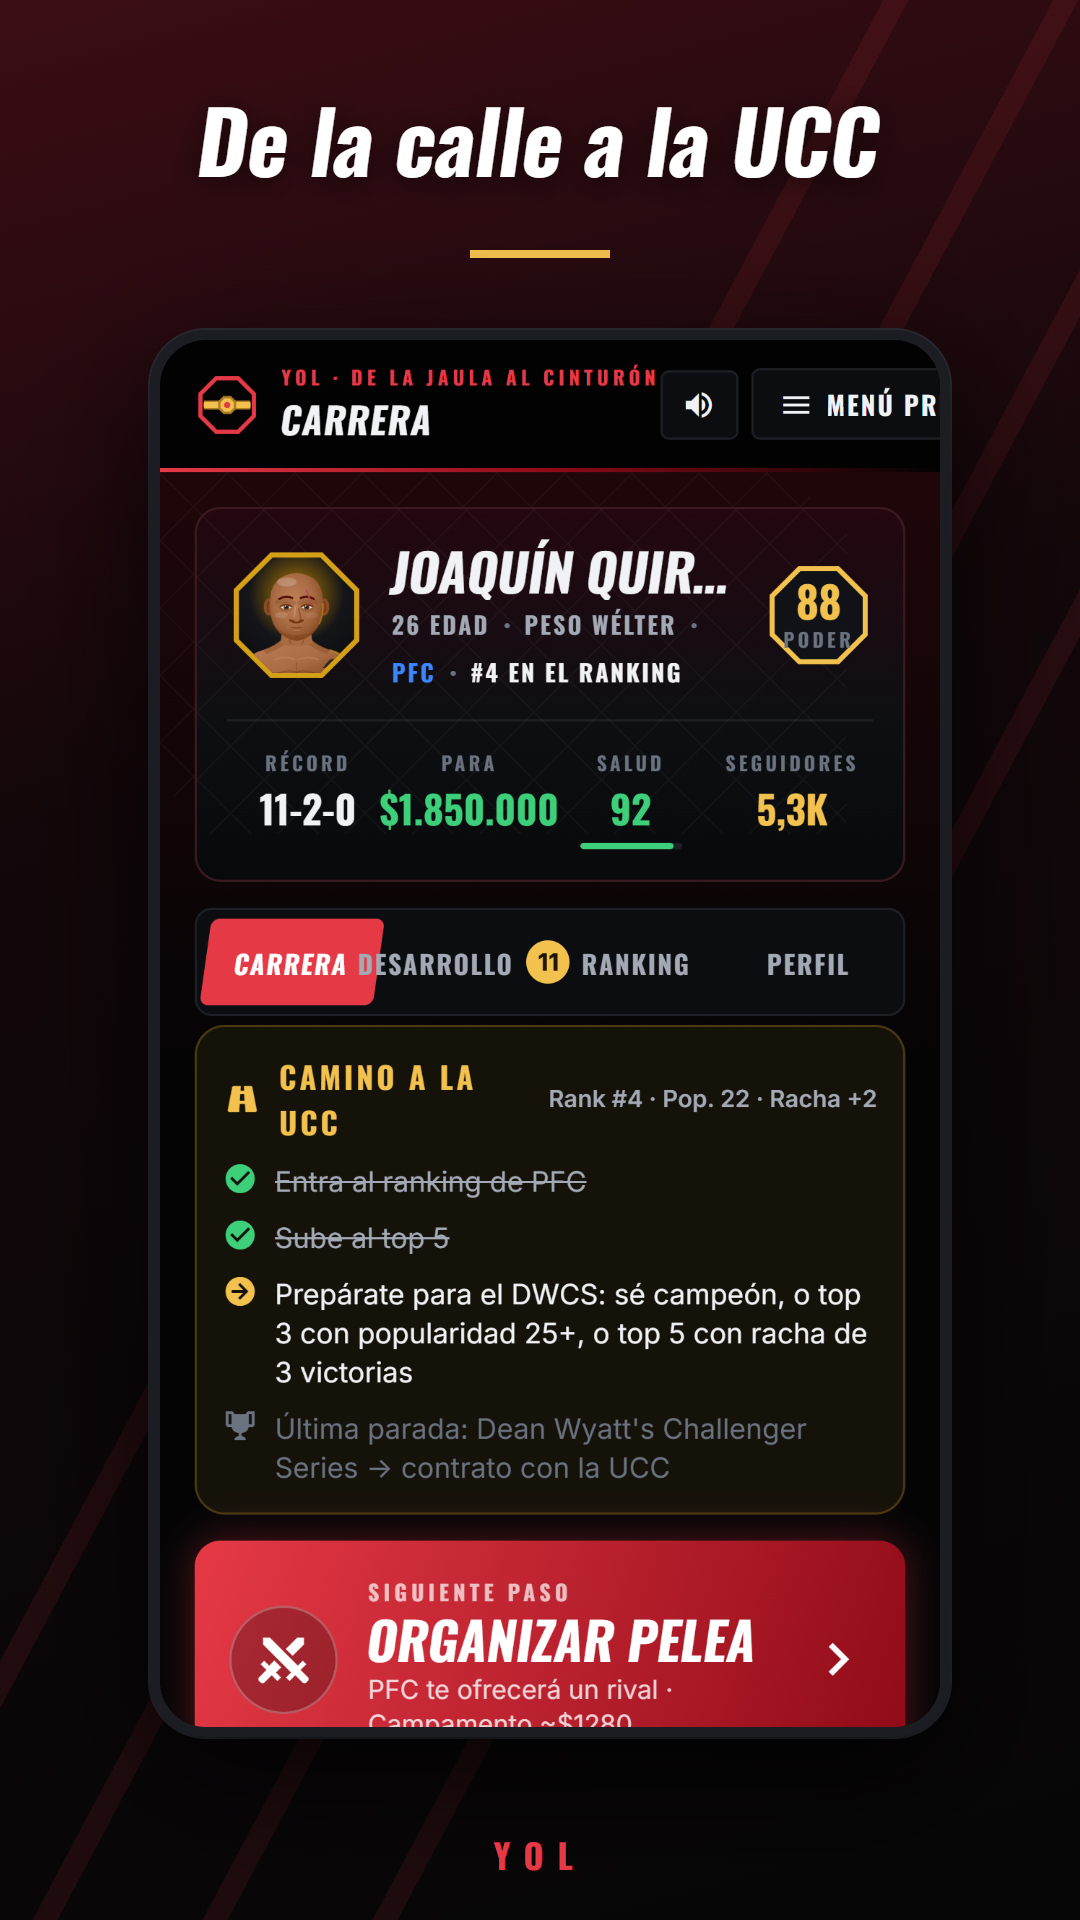 De la calle a la UCC
YOL · DE LA JAULA AL CINTURÓN
CARRERA
MENÚ PR
JOAQUÍN QUIR...
26 EDAD · PESO WÉLTER ·
PFC · #4 EN EL RANKING
88
PODER
RÉCORD PARA SALUD SEGUIDORES
11-2-0 $1.850.000 92 5,3K
CARRERA DESARROLLO 11 RANKING PERFIL
CAMINO A LA
UCC
Rank #4 · Pop. 22 · Racha +2
Entra al ranking de PFC
Sube al top 5
Prepárate para el DWCS: sé campeón, o top
3 con popularidad 25+, o top 5 con racha de
3 victorias
Última parada: Dean Wyatt's Challenger
Series → contrato con la UCC
SIGUIENTE PASO
ORGANIZAR PELEA
PFC te ofrecerá un rival ·
Campamento ~$1280
YOL